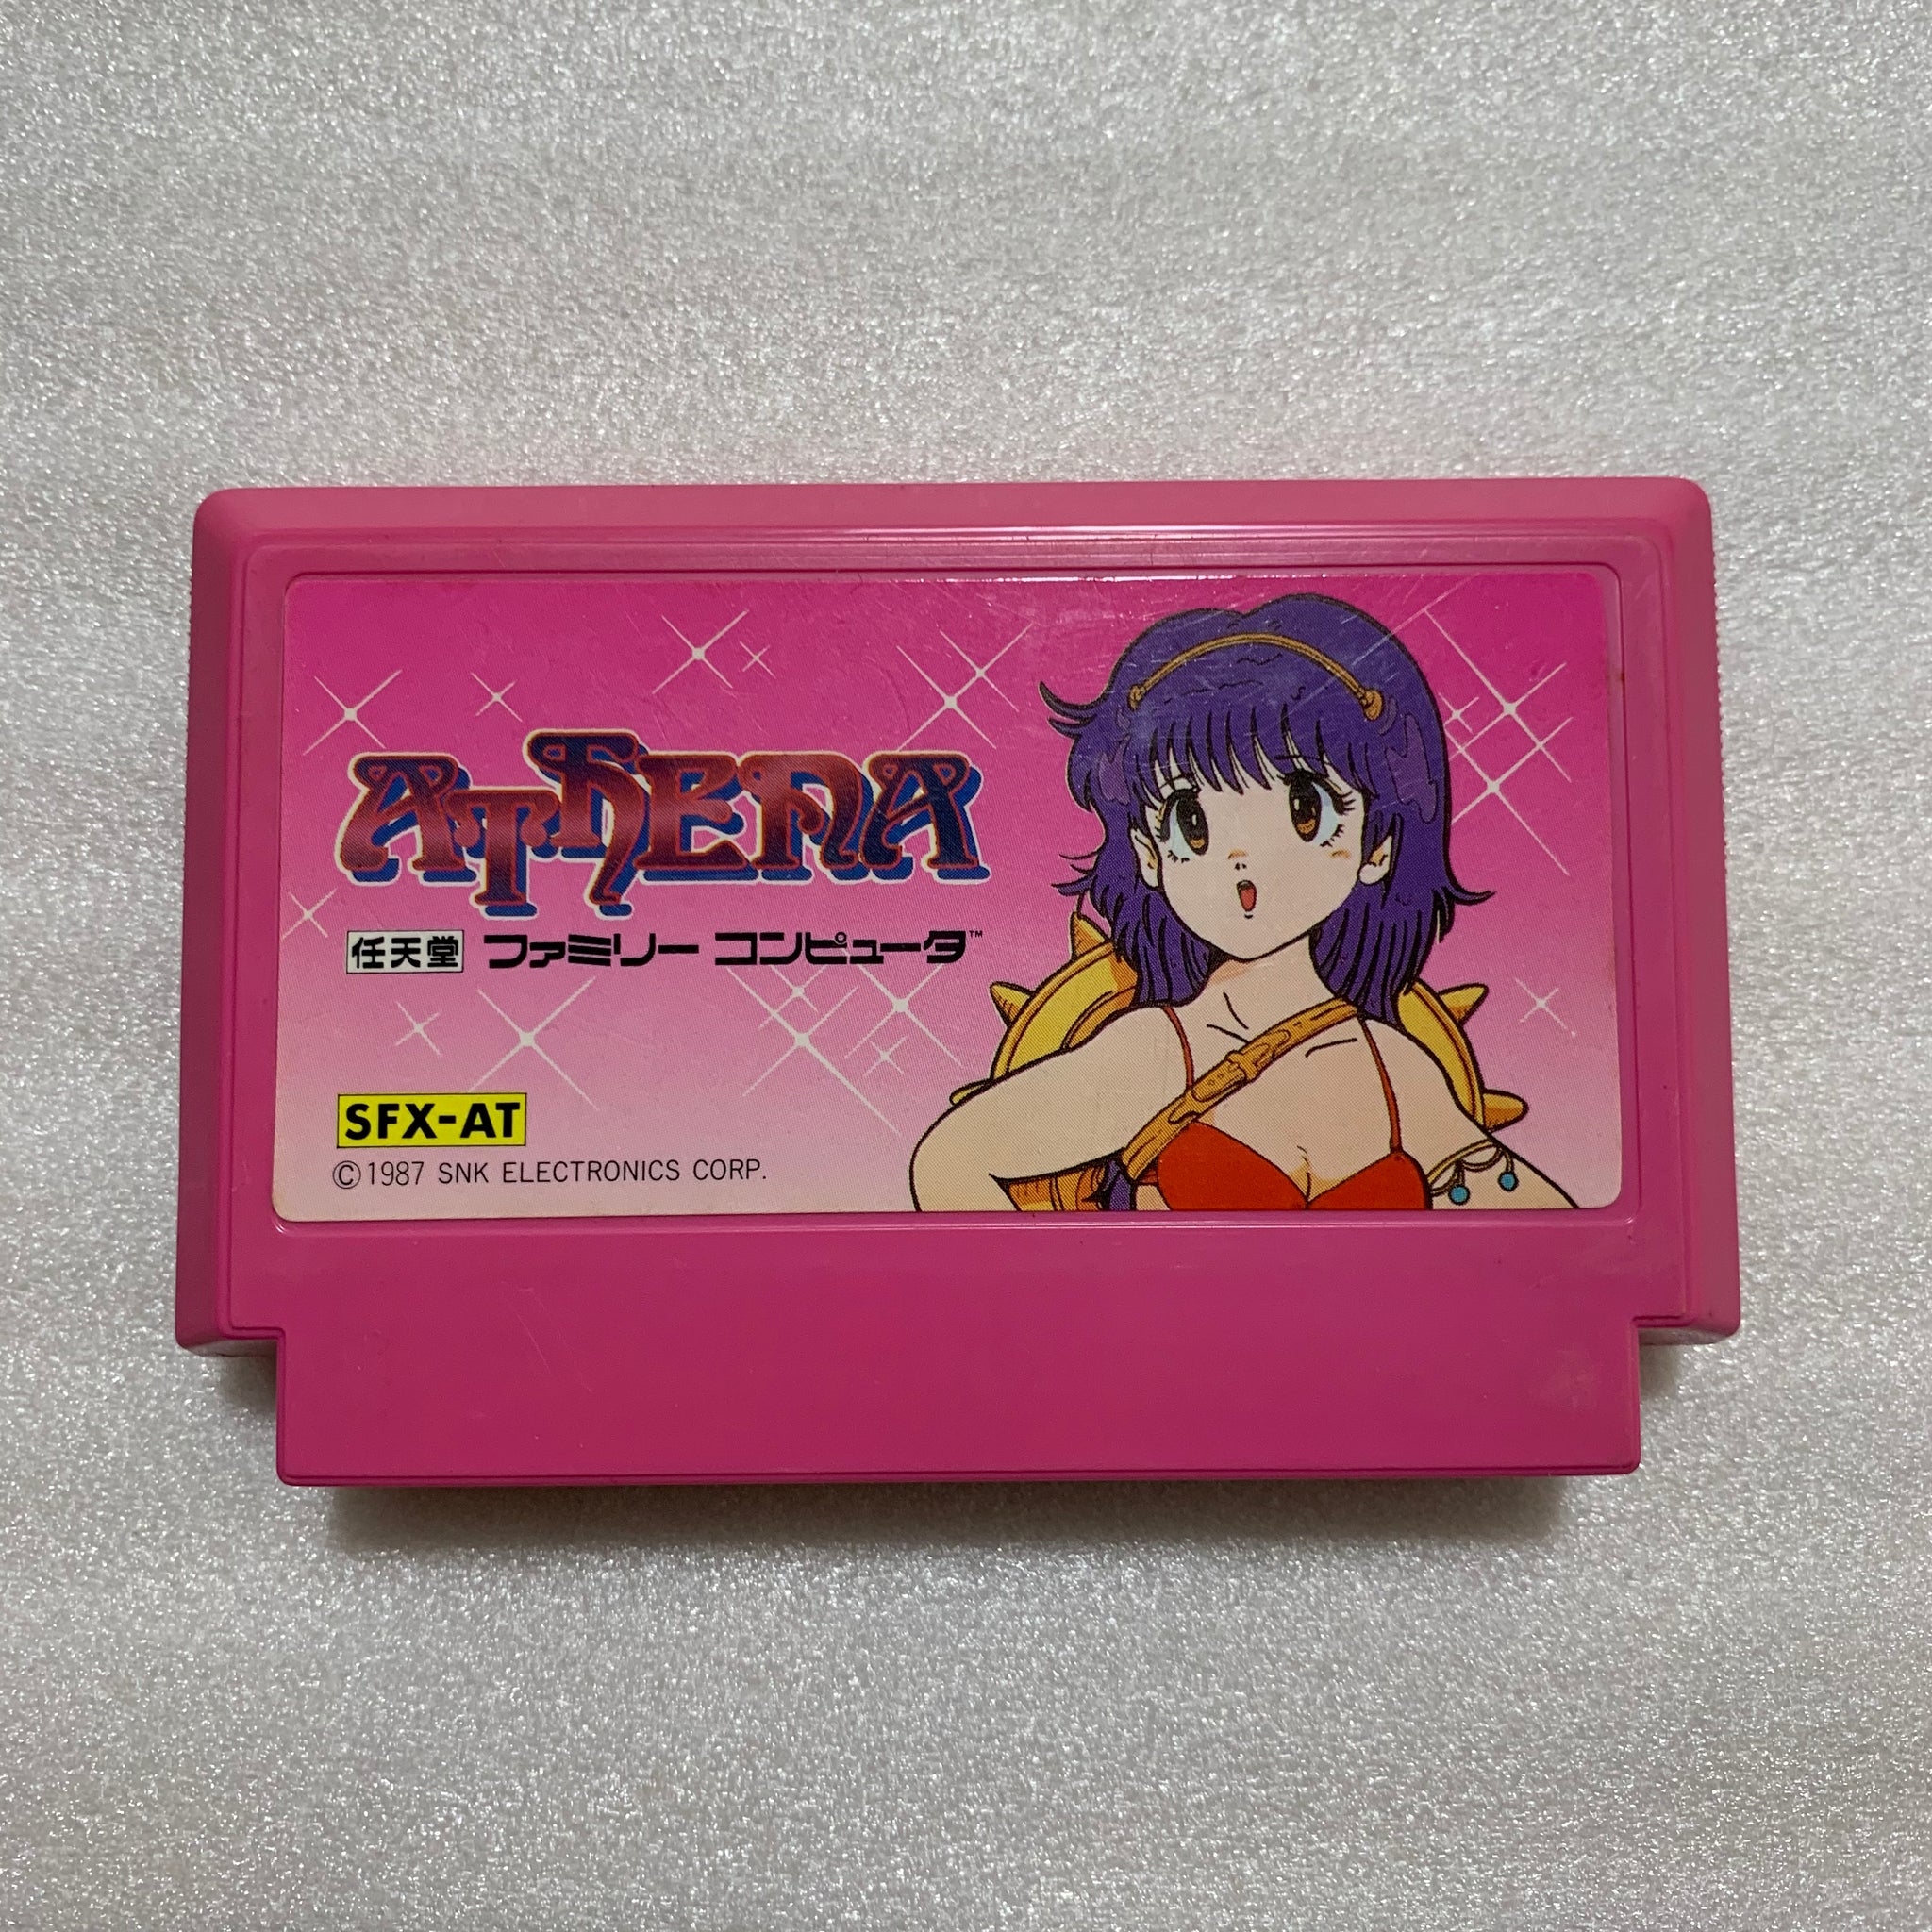 ATHENA
任天堂 ファミリー コンピュータ™
SFX-AT
©1987 SNK ELECTRONICS CORP.